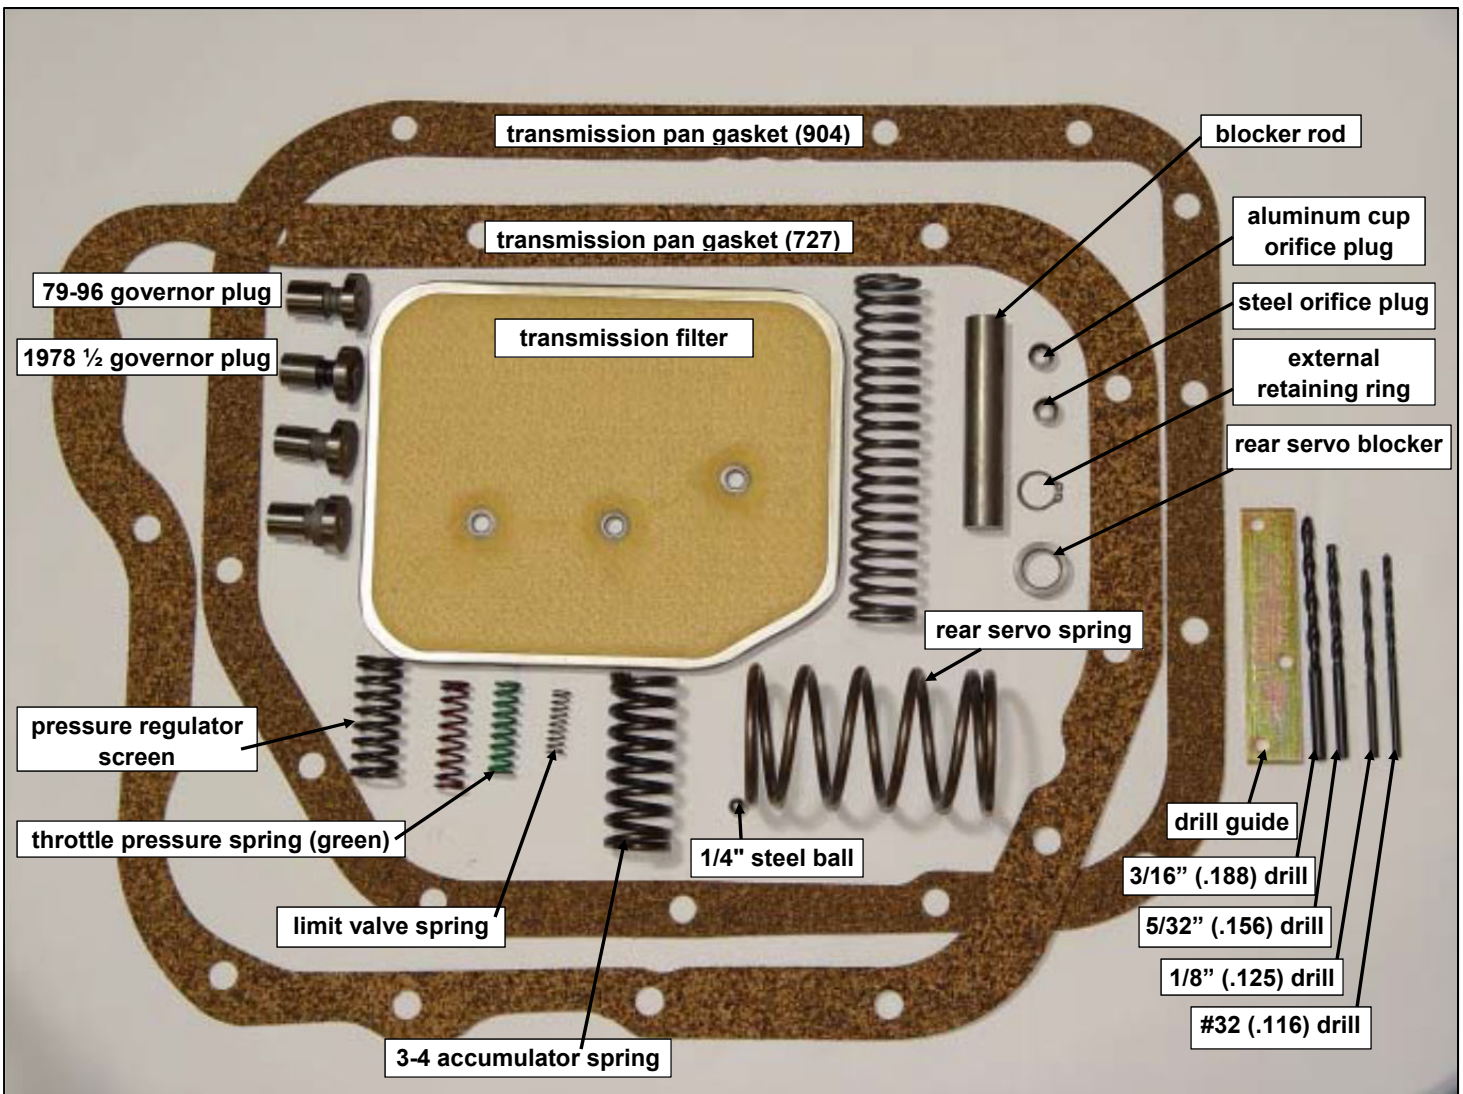 transmission pan gasket (904)
blocker rod
aluminum cup
orifice plug
transmission pan gasket (727)
79-96 governor plug
steel orifice plug
transmission filter
1978 ½ governor plug
external
retaining ring
rear servo blocker
rear servo spring
pressure regulator
screen
throttle pressure spring (green)
drill guide
1/4" steel ball
3/16” (.188) drill
limit valve spring
5/32” (.156) drill
1/8” (.125) drill
#32 (.116) drill
3-4 accumulator spring